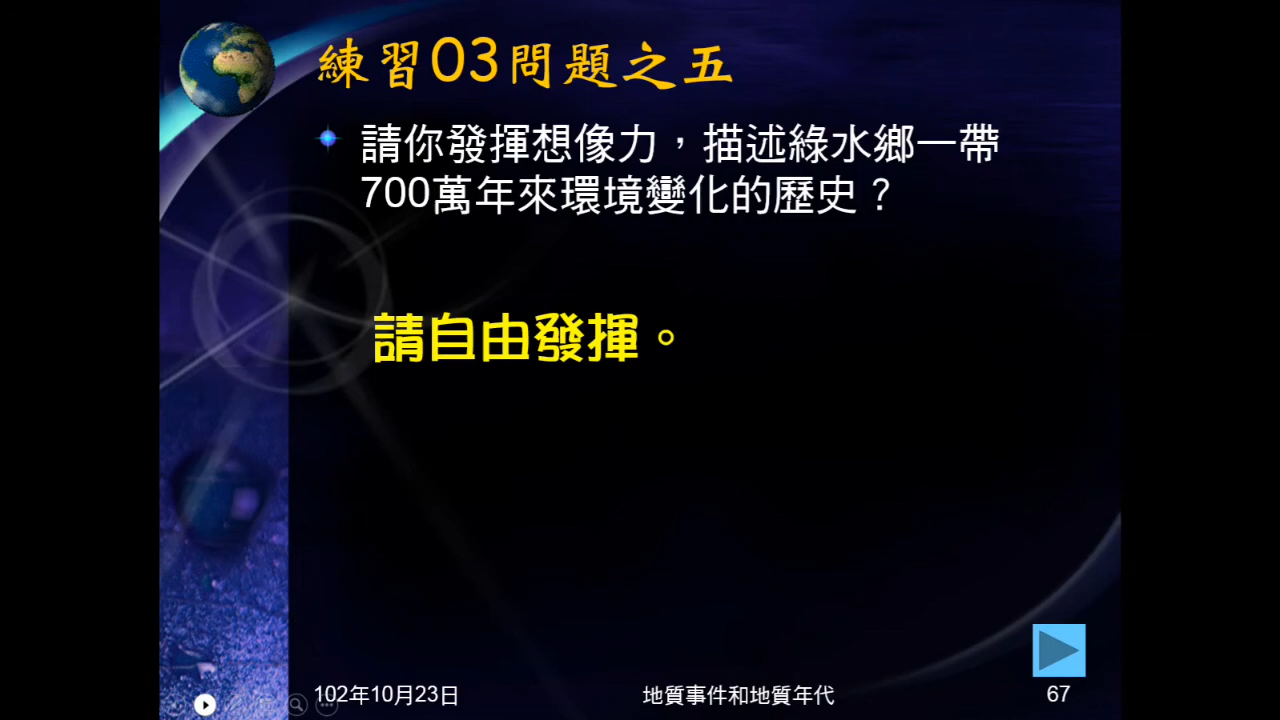 練習03問題之五
請你發揮想像力，描述綠水鄉一帶
700萬年來環境變化的歷史？
請自由發揮。
102年10月23日
地質事件和地質年代
67